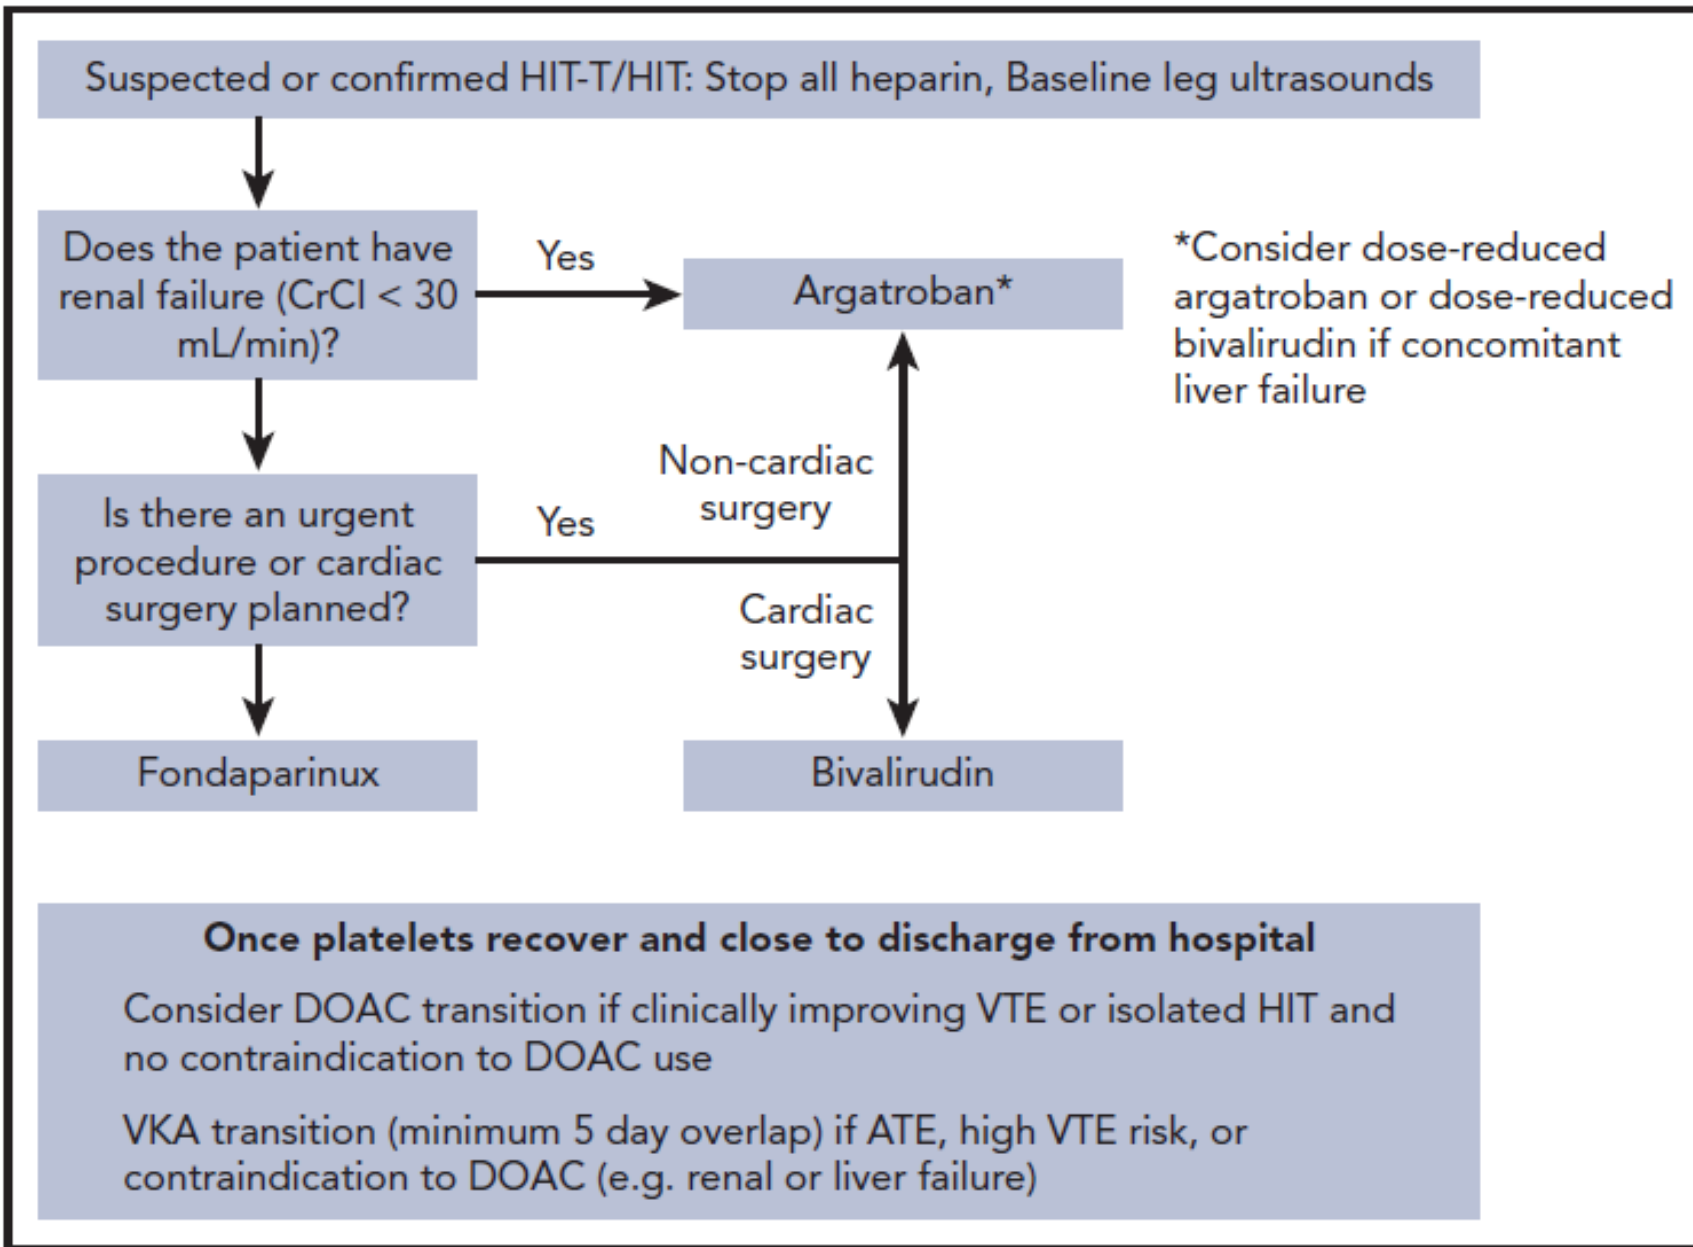 Suspected or confirmed HIT-T/HIT: Stop all heparin, Baseline leg ultrasounds
Does the patient have
renal failure (CrCl < 30
mL/min)?
Yes
Argatroban*
*Consider dose-reduced
argatroban or dose-reduced
bivalirudin if concomitant
liver failure
Is there an urgent
procedure or cardiac
surgery planned?
Yes
Non-cardiac
surgery
Cardiac
surgery
Fondaparinux
Bivalirudin
Once platelets recover and close to discharge from hospital
Consider DOAC transition if clinically improving VTE or isolated HIT and
no contraindication to DOAC use
VKA transition (minimum 5 day overlap) if ATE, high VTE risk, or
contraindication to DOAC (e.g. renal or liver failure)